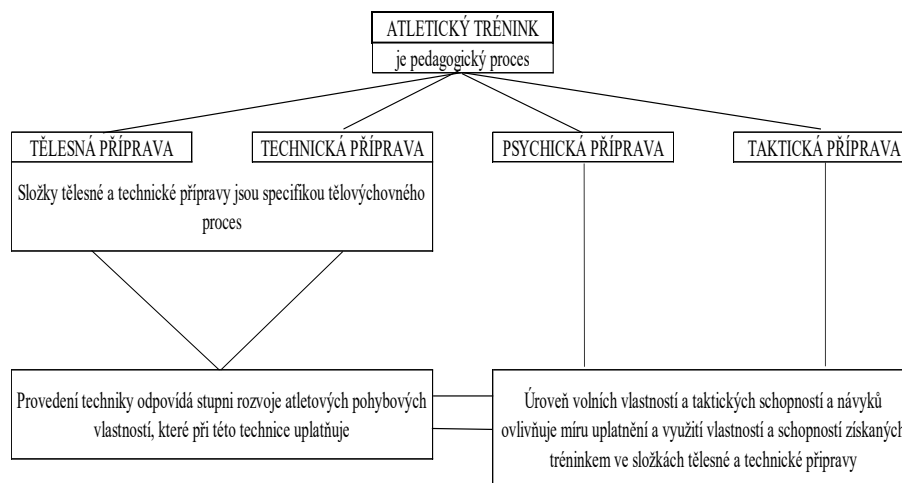 ATLETICKÝ TRÉNINK
je pedagogický proces
TĚLESNÁ PŘÍPRAVA
TECHNICKÁ PŘÍPRAVA
PSYCHICKÁ PŘÍPRAVA
TAKTICKÁ PŘÍPRAVA
Složky tělesné a technické přípravy jsou specifikou tělovýchovného
proces
Provedení techniky odpovídá stupni rozvoje atletových pohybových
vlastností, které při této technice uplatňuje
Úroveň volních vlastností a taktických schopností a návyků
ovlivňuje míru uplatnění a využití vlastností a schopností získaných
tréninkem ve složkách tělesné a technické připravy